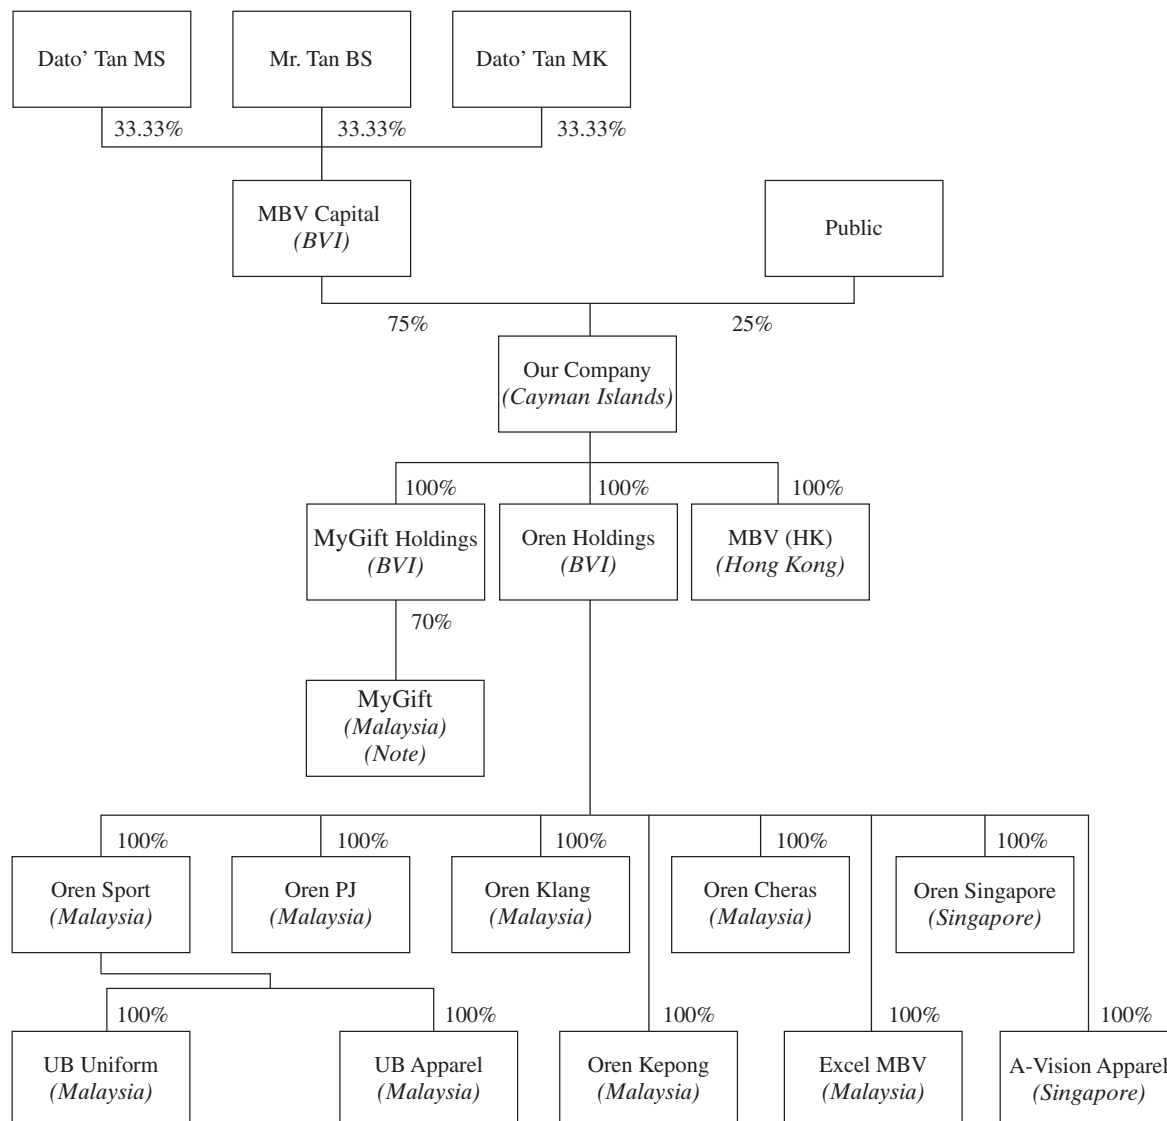 Dato’ Tan MS
Mr. Tan BS
Dato’ Tan MK
33.33%
33.33%
33.33%
MBV Capital
(BVI)
Public
75%
25%
Our Company
(Cayman Islands)
100%
100%
100%
MyGift Holdings
(BVI)
Oren Holdings
(BVI)
MBV (HK)
(Hong Kong)
70%
MyGift
(Malaysia)
(Note)
100%
100%
100%
100%
100%
Oren Sport
(Malaysia)
Oren PJ
(Malaysia)
Oren Klang
(Malaysia)
Oren Cheras
(Malaysia)
Oren Singapore
(Singapore)
100%
100%
100%
100%
100%
UB Uniform
(Malaysia)
UB Apparel
(Malaysia)
Oren Kepong
(Malaysia)
Excel MBV
(Malaysia)
A-Vision Apparel
(Singapore)